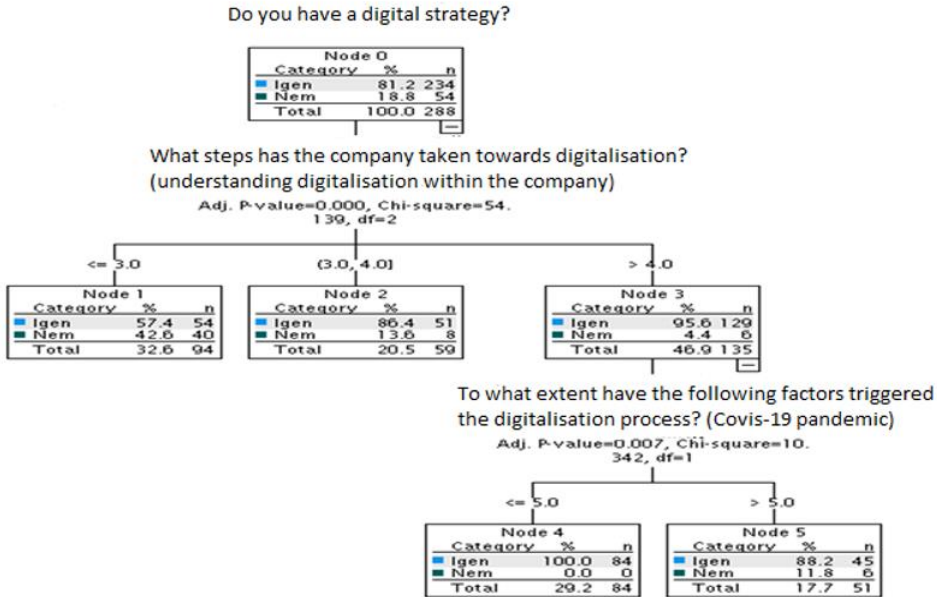 Do you have a digital strategy?
Node 0
Category % n
Igen 81.2 234
Nem 18.8 54
Total 100.0 288
What steps has the company taken towards digitalisation?
(understanding digitalisation within the company)
Adj. P-value=0.000, Chi-square=54.
139, df=2
<= 3.0
(3.0, 4.0]
> 4.0
Node 1
Category % n
Igen 57.4 54
Nem 42.6 40
Total 32.6 94
Node 2
Category % n
Igen 86.4 51
Nem 13.6 8
Total 20.5 59
Node 3
Category % n
Igen 95.6 129
Nem 4.4 6
Total 46.9 135
To what extent have the following factors triggered
the digitalisation process? (Covis-19 pandemic)
Adj. P-value=0.007, Chi-square=10.
342, df=1
<= 5.0
> 5.0
Node 4
Category % n
Igen 100.0 84
Nem 0.0 0
Total 29.2 84
Node 5
Category % n
Igen 88.2 45
Nem 11.8 6
Total 17.7 51